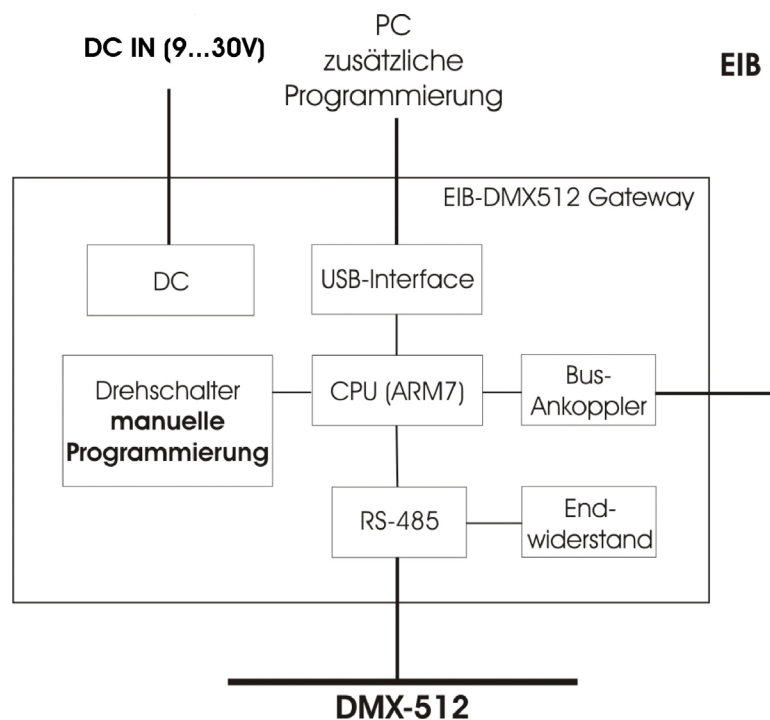 DC IN (9...30V)
PC
zusätzliche
Programmierung
EIB
EIB-DMX512 Gateway
DC
USB-Interface
Drehschalter
manuelle
Programmierung
CPU (ARM7)
Bus-
Ankoppler
RS-485
End-
widerstand
DMX-512